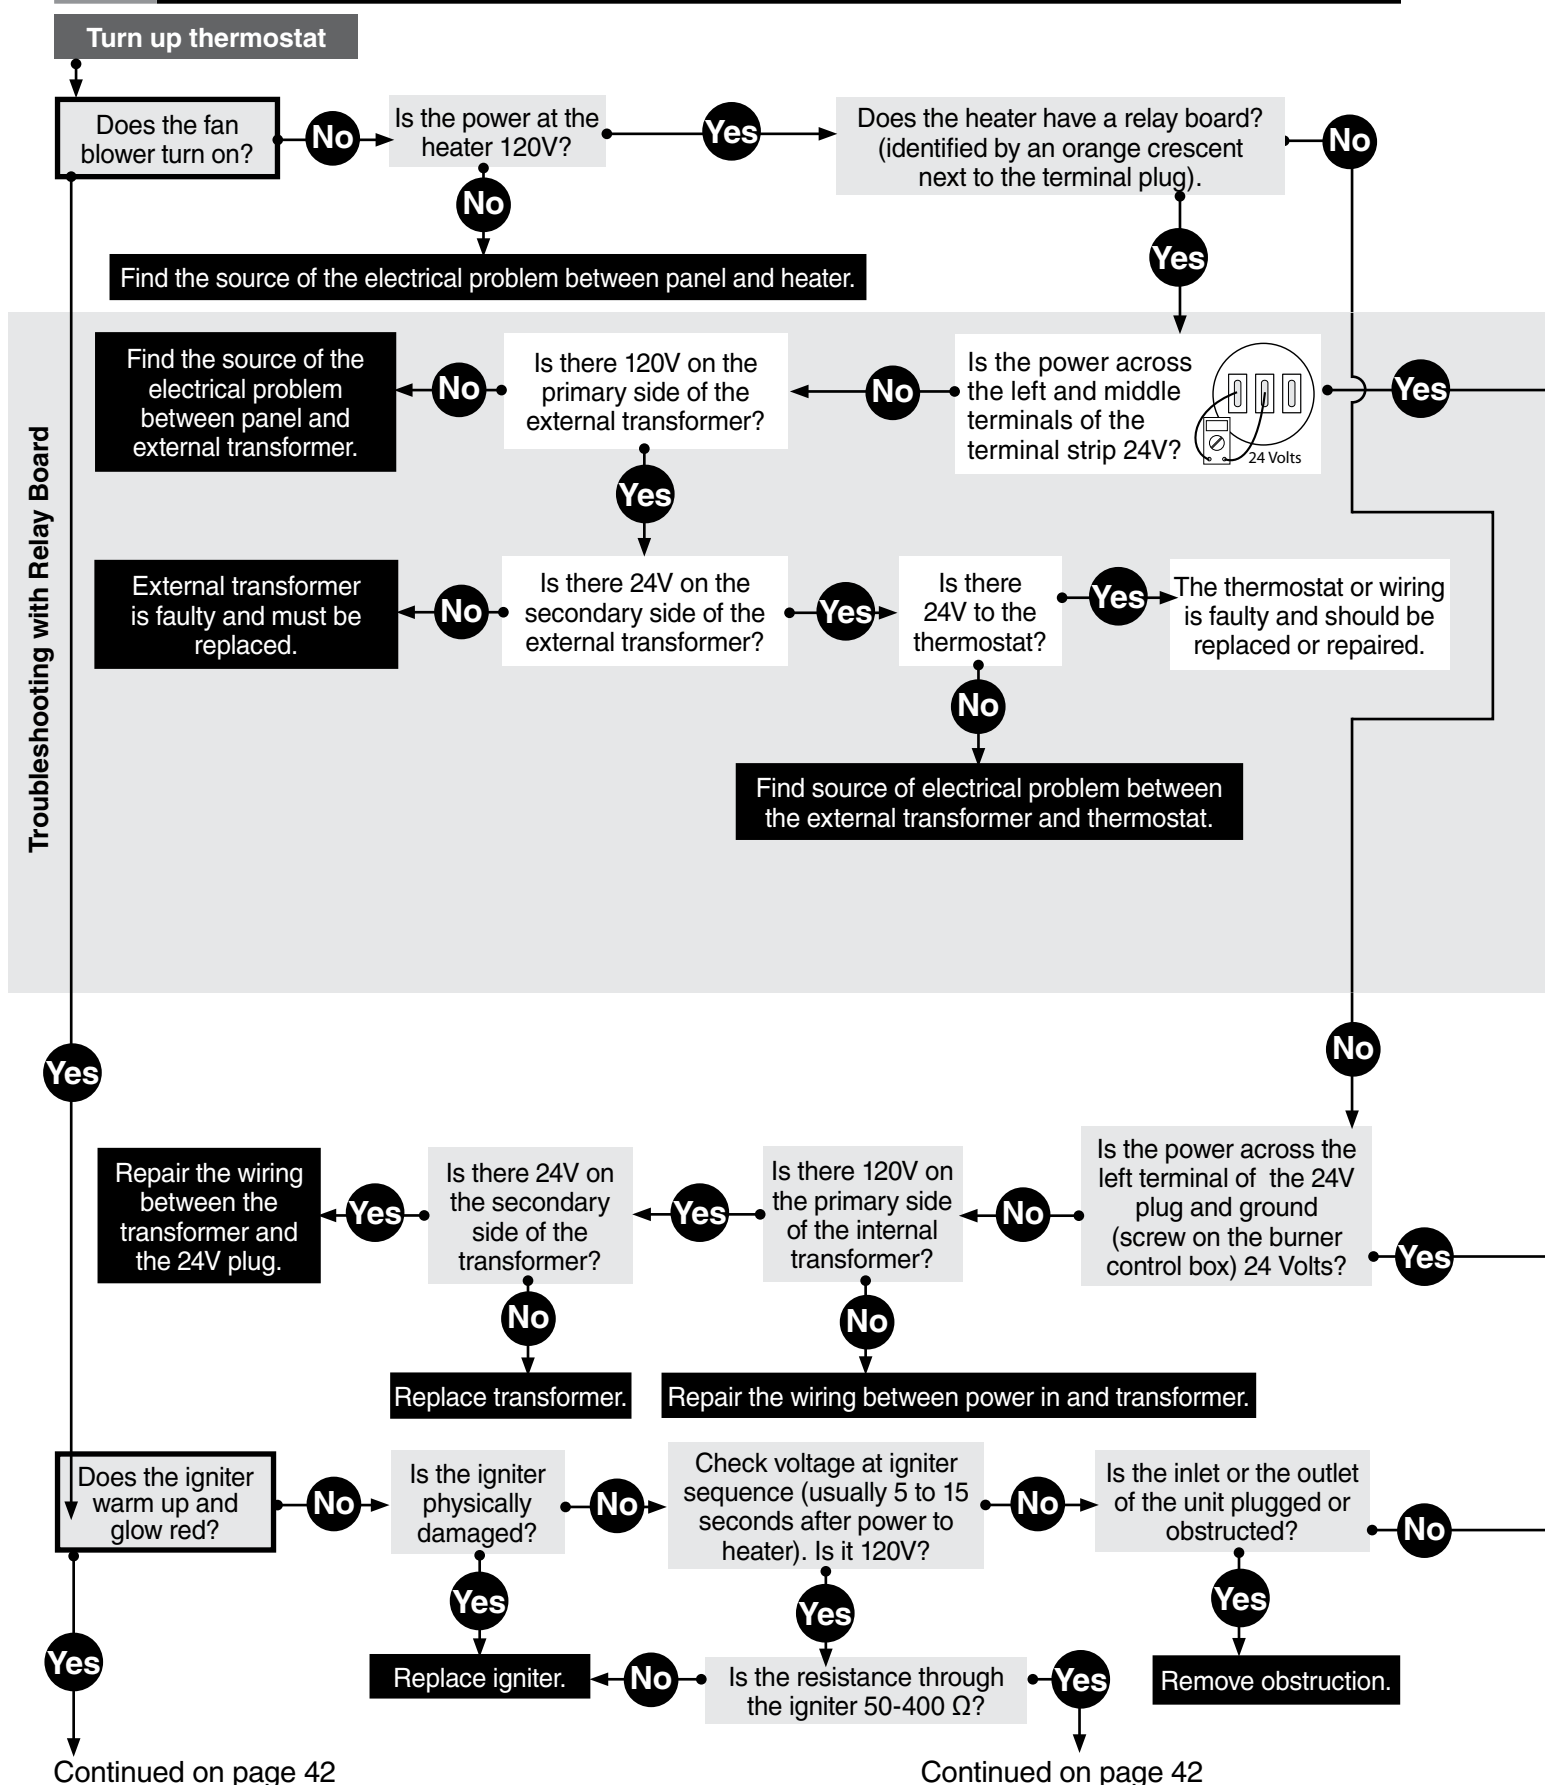 Turn up thermostat
Does the fan
blower turn on?
No
Is the power at the
heater 120V?
Yes
Does the heater have a relay board?
(identified by an orange crescent
next to the terminal plug).
No
No
Yes
Find the source of the electrical problem between panel and heater.
Troubleshooting with Relay Board
Find the source of the
electrical problem
between panel and
external transformer.
No
Is there 120V on the
primary side of the
external transformer?
No
Is the power across
the left and middle
terminals of the
terminal strip 24V?
24 Volts
Yes
Yes
External transformer
is faulty and must be
replaced.
No
Is there 24V on the
secondary side of the
external transformer?
Yes
Is there
24V to the
thermostat?
Yes
The thermostat or wiring
is faulty and should be
replaced or repaired.
No
Find source of electrical problem between
the external transformer and thermostat.
Yes
No
Repair the wiring
between the
transformer and
the 24V plug.
Yes
Is there 24V on
the secondary
side of the
transformer?
Yes
Is there 120V on
the primary side
of the internal
transformer?
No
Is the power across the
left terminal of  the 24V
plug and ground
(screw on the burner
control box) 24 Volts?
Yes
No
No
Replace transformer.
Repair the wiring between power in and transformer.
Does the igniter
warm up and
glow red?
No
Is the igniter
physically
damaged?
No
Check voltage at igniter
sequence (usually 5 to 15
seconds after power to
heater). Is it 120V?
No
Is the inlet or the outlet
of the unit plugged or
obstructed?
No
Yes
Yes
Yes
Yes
Replace igniter.
No
Is the resistance through
the igniter 50-400 Ω?
Yes
Remove obstruction.
Continued on page 42
Continued on page 42